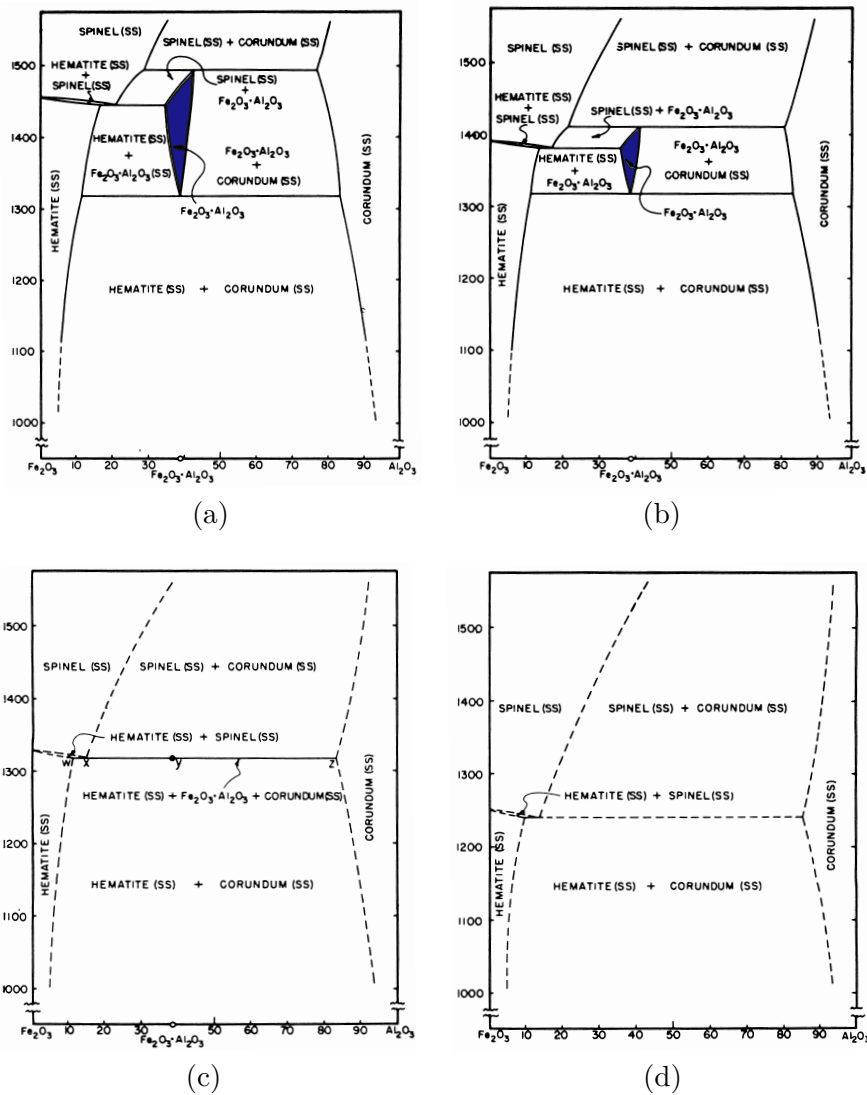 SPINEL (SS)
SPINEL(SS) + CORUNDUM (SS)
1500
HEMATITE (SS)
+
SPINEL(SS)
SPINEL(SS)
+
Fe₂O₃·Al₂O₃
1400
HEMATITE (SS)
+
Fe₂O₃·Al₂O₃(SS)
Fe₂O₃·Al₂O₃
+
CORUNDUM (SS)
1300
Fe₂O₃·Al₂O₃
HEMATITE (SS)
CORUNDUM (SS)
1200
HEMATITE (SS) + CORUNDUM (SS)
1100
1000
Fe₂O₃ 10 20 30 50 60 70 80 90 Al₂O₃
Fe₂O₃·Al₂O₃
(a)
SPINEL (SS)
SPINEL (SS) + CORUNDUM (SS)
1500
HEMATITE (SS)
+
SPINEL (SS)
SPINEL (SS) + Fe₂O₃·Al₂O₃
1400
HEMATITE (SS)
+
Fe₂O₃·Al₂O₃
Fe₂O₃·Al₂O₃
+
CORUNDUM (SS)
1300
Fe₂O₃·Al₂O₃
HEMATITE (SS)
CORUNDUM (SS)
1200
HEMATITE (SS) + CORUNDUM (SS)
1100
1000
Fe₂O₃ 10 20 30 50 60 70 80 90 Al₂O₃
Fe₂O₃·Al₂O₃
(b)
1500
SPINEL (SS)
SPINEL (SS) + CORUNDUM (SS)
1400
HEMATITE (SS) + SPINEL (SS)
1300
w x y z
HEMATITE (SS) + Fe₂O₃·Al₂O₃ + CORUNDUM(SS)
HEMATITE (SS)
CORUNDUM (SS)
1200
HEMATITE (SS) + CORUNDUM (SS)
1100
1000
Fe₂O₃ 10 20 30 50 60 70 80 90 Al₂O₃
Fe₂O₃·Al₂O₃
(c)
1500
SPINEL (SS)
SPINEL (SS) + CORUNDUM (SS)
1400
1300
HEMATITE (SS) + SPINEL (SS)
1200
HEMATITE (SS)
CORUNDUM (SS)
HEMATITE (SS) + CORUNDUM (SS)
1100
1000
Fe₂O₃ 10 20 30 40 50 60 70 80 90 Al₂O₃
(d)